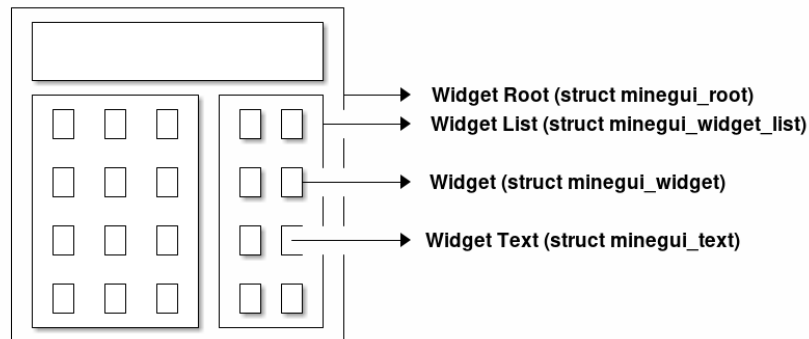 Widget Root (struct minegui_root)
Widget List (struct minegui_widget_list)
Widget (struct minegui_widget)
Widget Text (struct minegui_text)